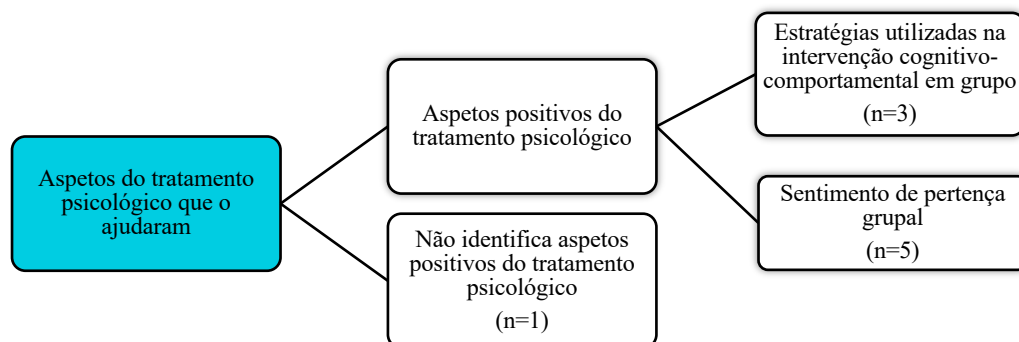 Aspetos do tratamento
psicológico que o
ajudaram
Aspetos positivos do
tratamento psicológico
Estratégias utilizadas na
intervenção cognitivo-
comportamental em grupo
(n=3)
Sentimento de pertença
grupal
(n=5)
Não identifica aspetos
positivos do tratamento
psicológico
(n=1)